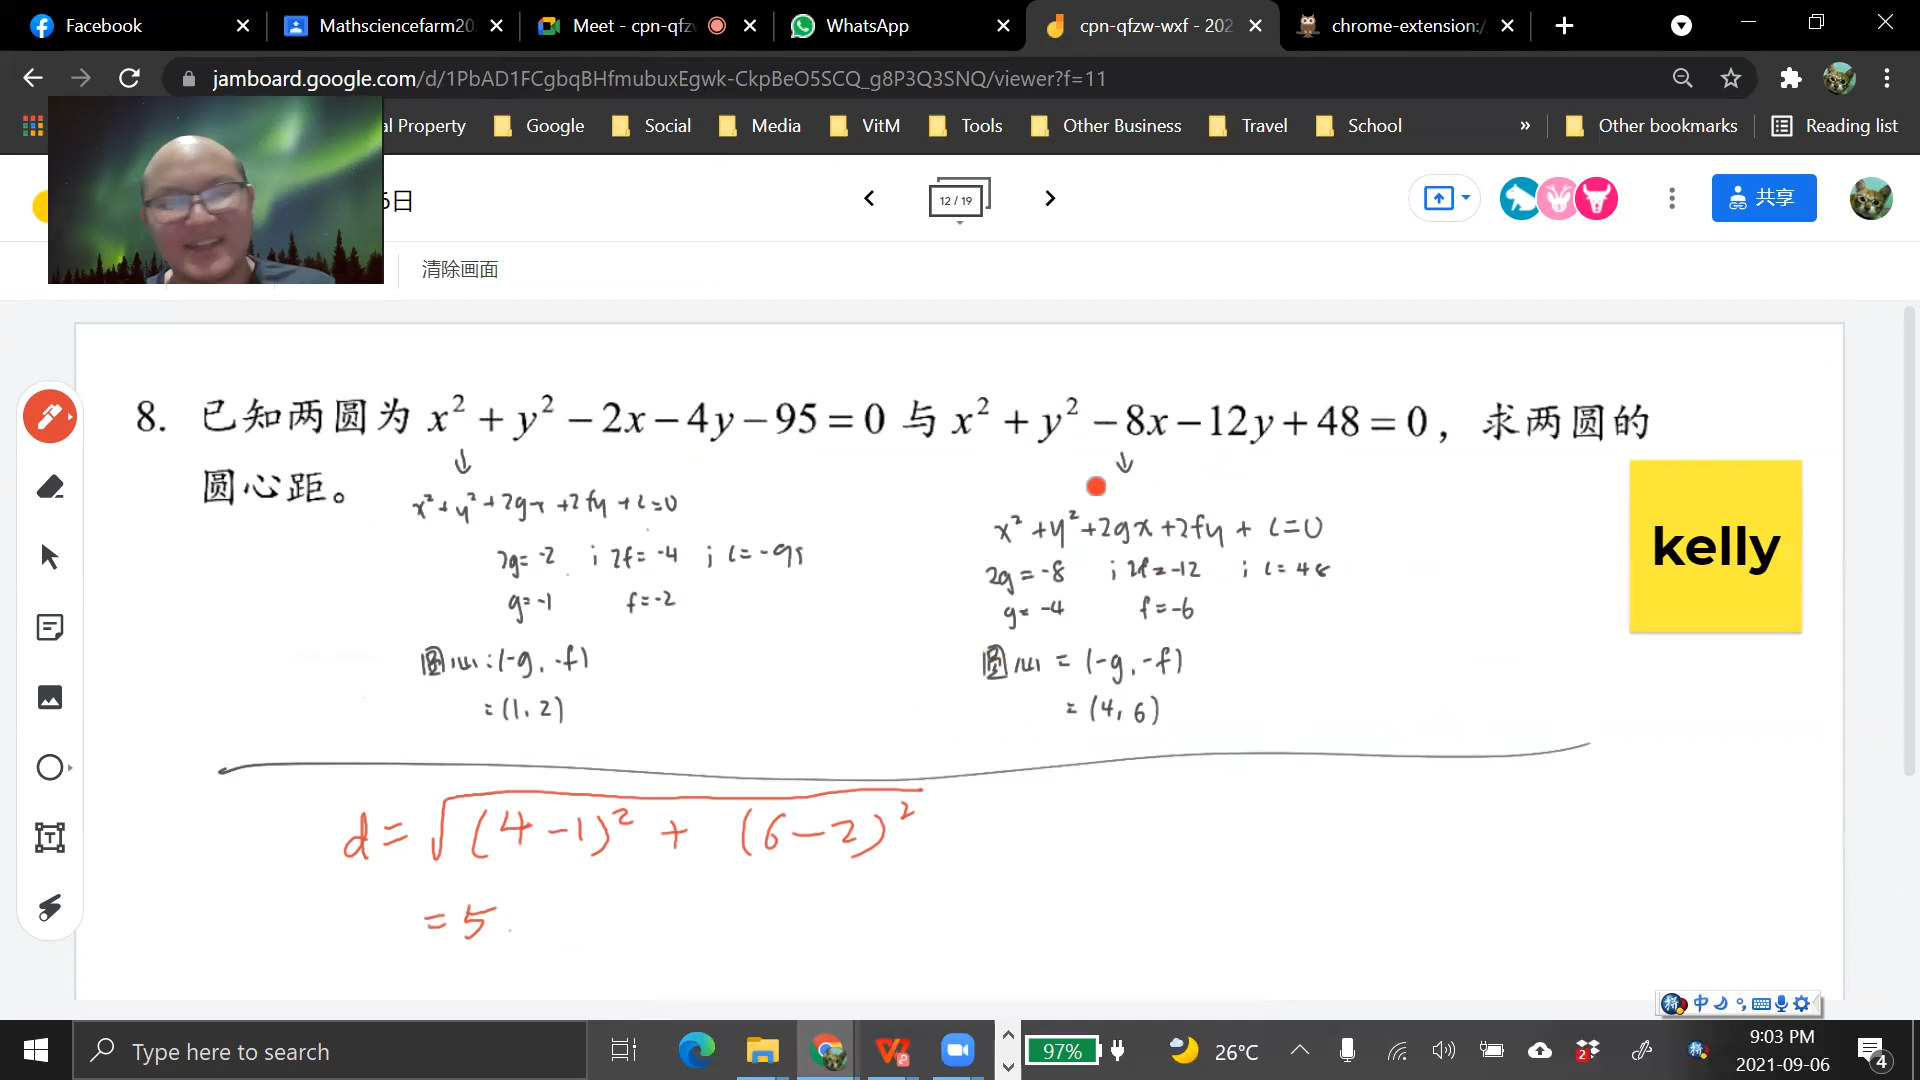 Facebook
Mathsciencefarm20
Meet - cpn-qfzv
WhatsApp
cpn-qfzw-wxf - 202
chrome-extension:/
jamboard.google.com/d/1PbAD1FCgbqBHfmubuxEgwk-CkpBeO5SCQ_g8P3Q3SNQ/viewer?f=11
al Property
Google
Social
Media
VitM
Tools
Other Business
Travel
School
»
Other bookmarks
Reading list
日
12 / 19
共享
清除画面
8. 已知两圆为 x² + y² − 2x − 4y − 95 = 0 与 x² + y² − 8x − 12y + 48 = 0，求两圆的
圆心距。
↓
x² + y² + 2gx + 2fy + c = 0
2g = -2 ; 2f = -4 ; c = -95
g = -1 f = -2
圆心 : (-g, -f)
= (1, 2)
↓
x² + y² + 2gx + 2fy + c = 0
2g = -8 ; 2f = -12 ; c = 48
g = -4 f = -6
圆心 = (-g, -f)
= (4, 6)
kelly
d = √((4-1)² + (6-2)²)
= 5.
拼 中
Type here to search
97%
26°C
2
拼
9:03 PM
2021-09-06
4